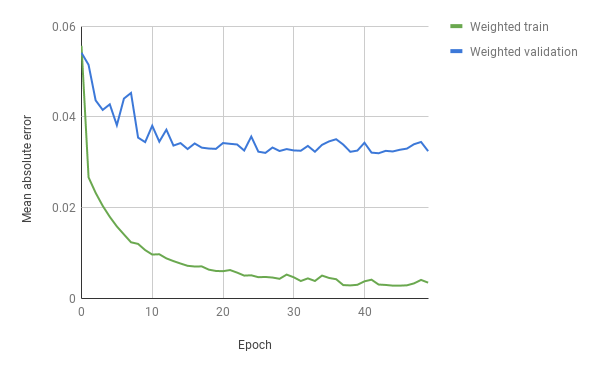 Weighted train
Weighted validation
Mean absolute error
0.06
0.04
0.02
0
0 10 20 30 40
Epoch